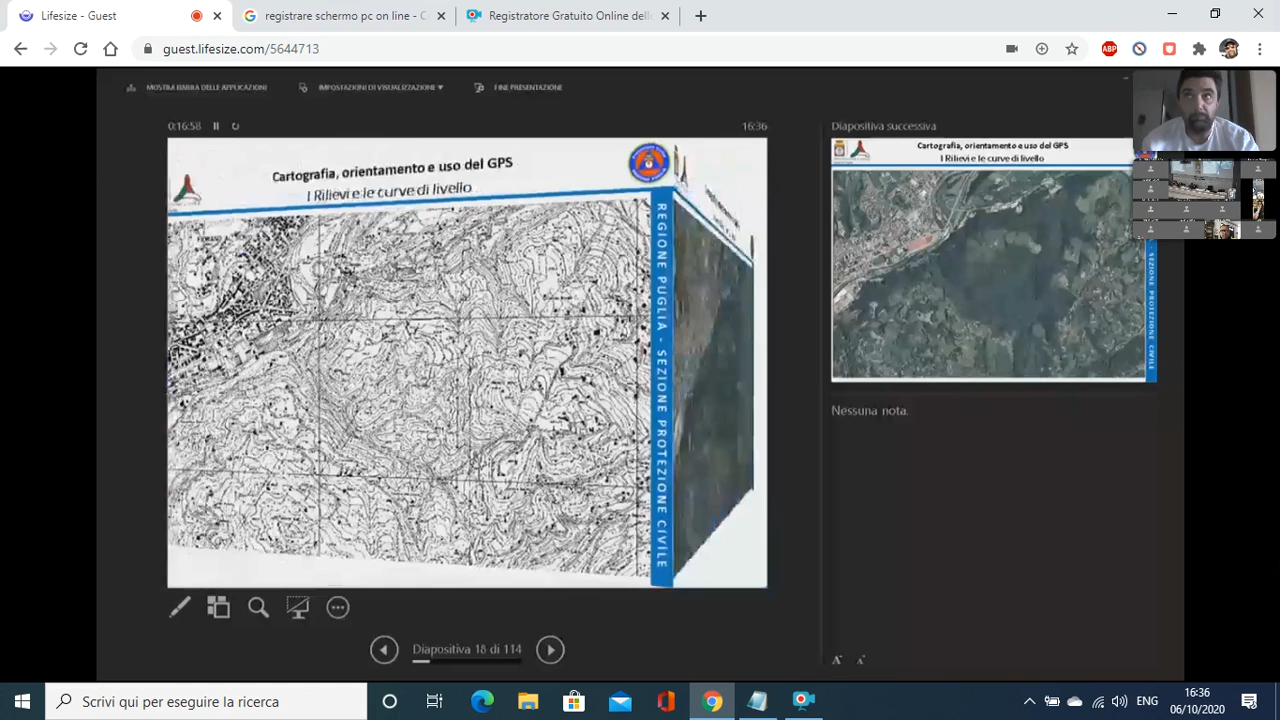 Lifesize - Guest
registrare schermo pc on line - C
Registratore Gratuito Online dell
guest.lifesize.com/5644713
ABP
MOSTRA BARRA DELLE APPLICAZIONI
IMPOSTAZIONI DI VISUALIZZAZIONE
FINE PRESENTAZIONE
0:16:58
16:36
Cartografia, orientamento e uso del GPS
I Rilievi e le curve di livello
REGIONE PUGLIA - SEZIONE PROTEZIONE CIVILE
Diapositiva successiva
Cartografia, orientamento e uso del GPS
I Rilievi e le curve di livello
SEZIONE PROTEZIONE CIVILE
Nessuna nota.
Diapositiva 18 di 114
A A
Scrivi qui per eseguire la ricerca
ENG
16:36
06/10/2020